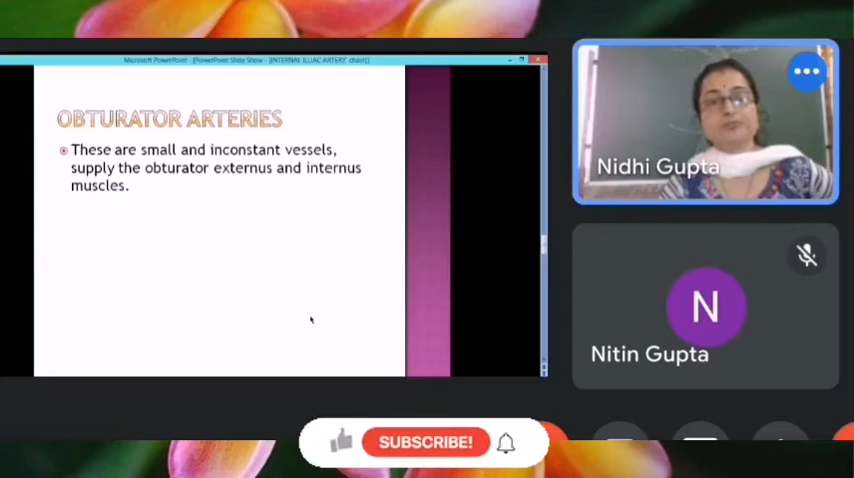 Microsoft PowerPoint - [PowerPoint Slide Show - [INTERNAL ILLIAC ARTERY chart]]
OBTURATOR ARTERIES
These are small and inconstant vessels,
supply the obturator externus and internus
muscles.
Nidhi Gupta
N
Nitin Gupta
SUBSCRIBE!